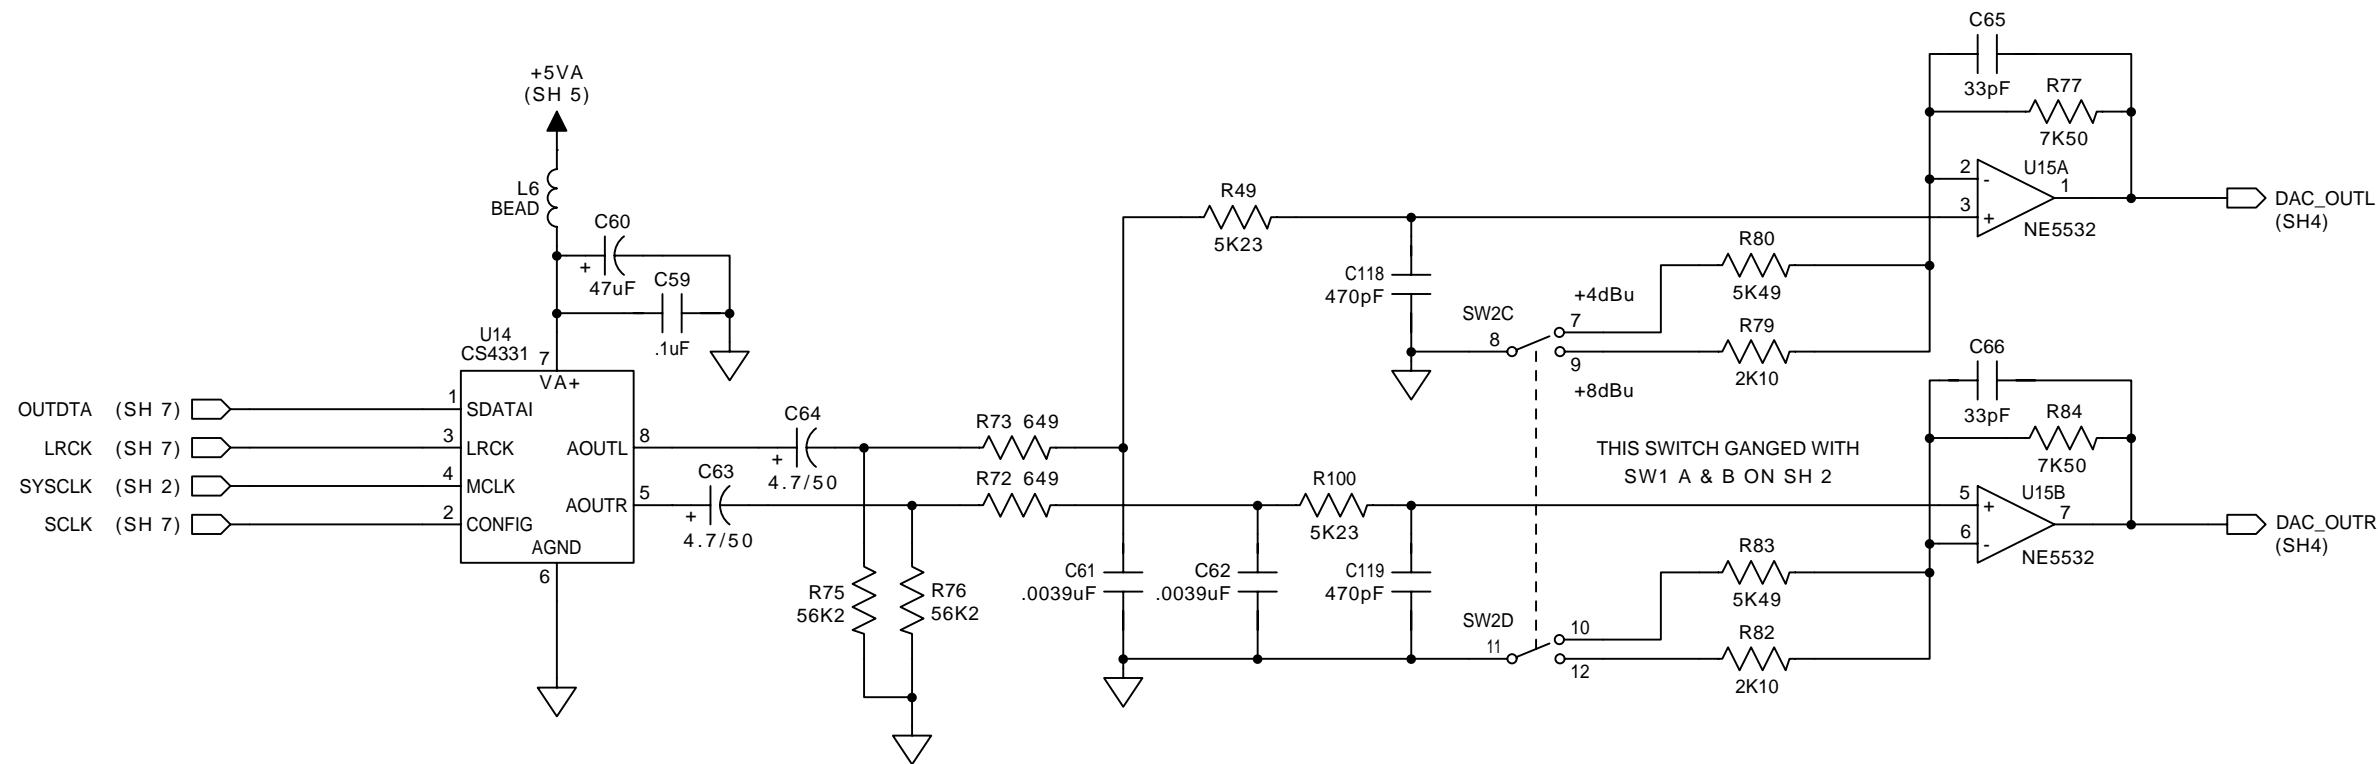 C65
33pF
R77
7K50
+5VA
(SH 5)
L6
BEAD
C60
+
47uF
C59
.1uF
U14
CS4331
7
VA+
OUTDTA (SH 7)
1
SDATAI
LRCK (SH 7)
3
LRCK
SYSCLK (SH 2)
4
MCLK
SCLK (SH 7)
2
CONFIG
AOUTL
8
AOUTR
5
AGND
6
C64
+
4.7/50
C63
+
4.7/50
R73 649
R72 649
R75
56K2
R76
56K2
R49
5K23
C118
470pF
SW2C
8
7
9
+4dBu
+8dBu
R80
5K49
R79
2K10
2
-
3
+
U15A
1
NE5532
DAC_OUTL
(SH4)
THIS SWITCH GANGED WITH
SW1 A & B ON SH 2
C66
33pF
R84
7K50
R100
5K23
C61
.0039uF
C62
.0039uF
C119
470pF
SW2D
11
10
12
R83
5K49
R82
2K10
5
+
6
-
U15B
7
NE5532
DAC_OUTR
(SH4)